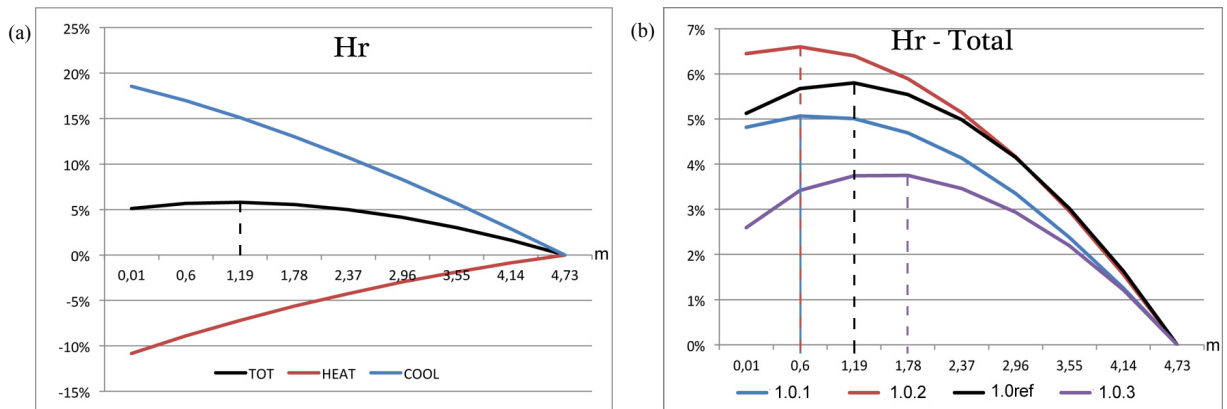 (a)
Hr
25%
20%
15%
10%
5%
0%
-5%
-10%
-15%
0,01 0,6 1,19 1,78 2,37 2,96 3,55 4,14 4,73 m
TOT HEAT COOL
(b)
Hr - Total
7%
6%
5%
4%
3%
2%
1%
0%
0,01 0,6 1,19 1,78 2,37 2,96 3,55 4,14 4,73 m
1.0.1 1.0.2 1.0ref 1.0.3